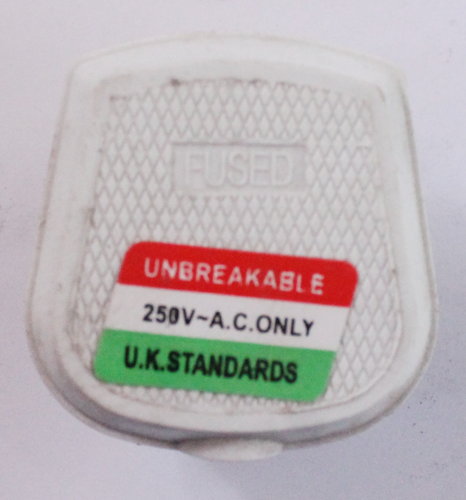 FUSED
UNBREAKABLE
250V~A.C.ONLY
U.K.STANDARDS